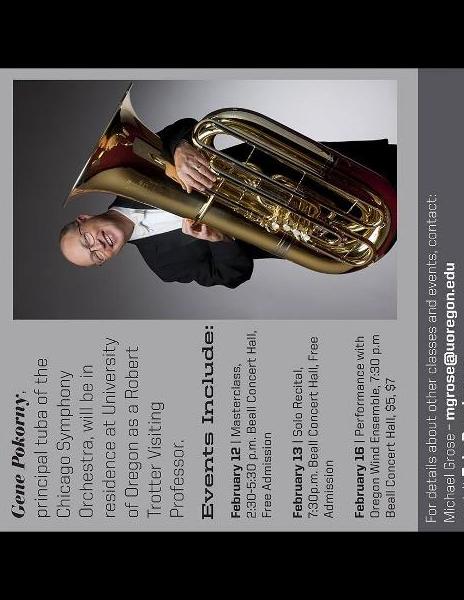 Gene Pokorny,
principal tuba of the
Chicago Symphony
Orchestra, will be in
residence at University
of Oregon as a Robert
Trotter Visiting
Professor.
Events Include:
February 12 | Masterclass,
2:30-5:30 p.m. Beall Concert Hall,
Free Admission
February 13 | Solo Recital,
7:30p.m. Beall Concert Hall, Free
Admission
February 16 | Performance with
Oregon Wind Ensemble, 7:30 p.m
Beall Concert Hall, $5, $7
For details about other classes and events, contact:
Michael Grose – mgrose@uoregon.edu